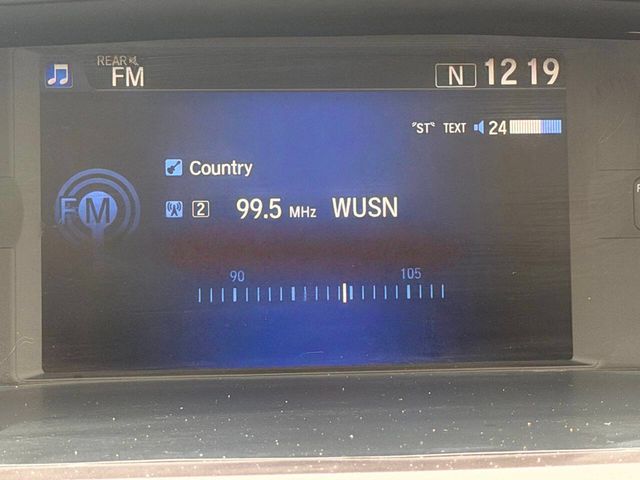 REAR
FM
N 12 19
"ST" TEXT 24
Country
FM
2 99.5 MHz WUSN
90 105